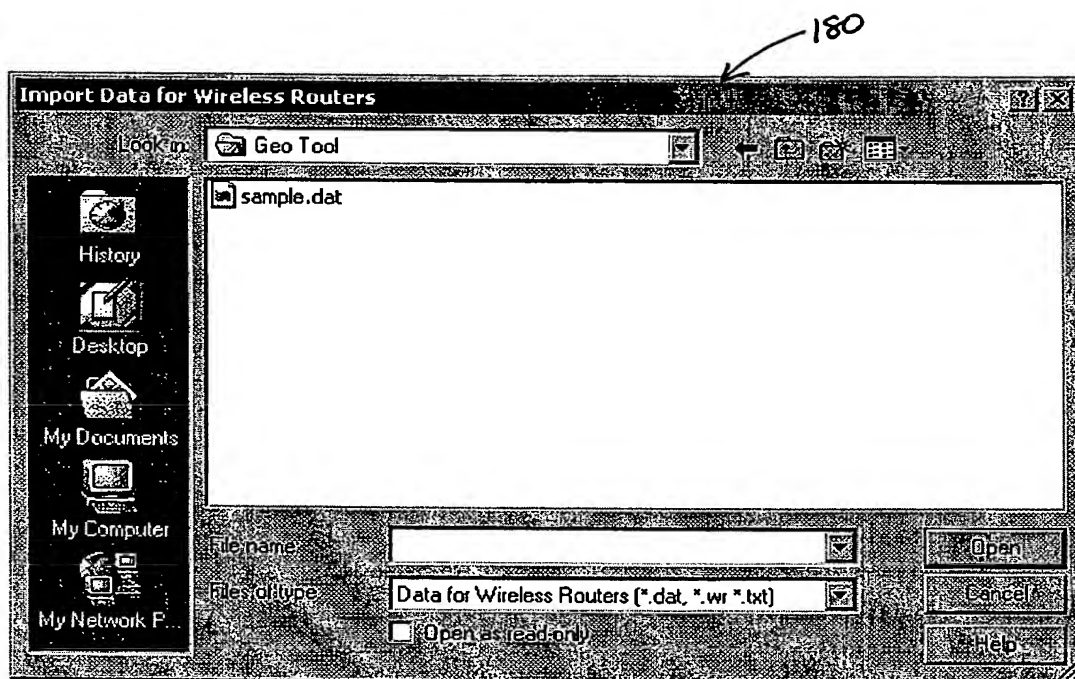 180
Import Data for Wireless Routers
Look in:
Geo Tool
sample.dat
History
Desktop
My Documents
My Computer
My Network P...
File name:
Files of type:
Data for Wireless Routers (*.dat, *.wr *.txt)
Open as read-only
Open
Cancel
Help